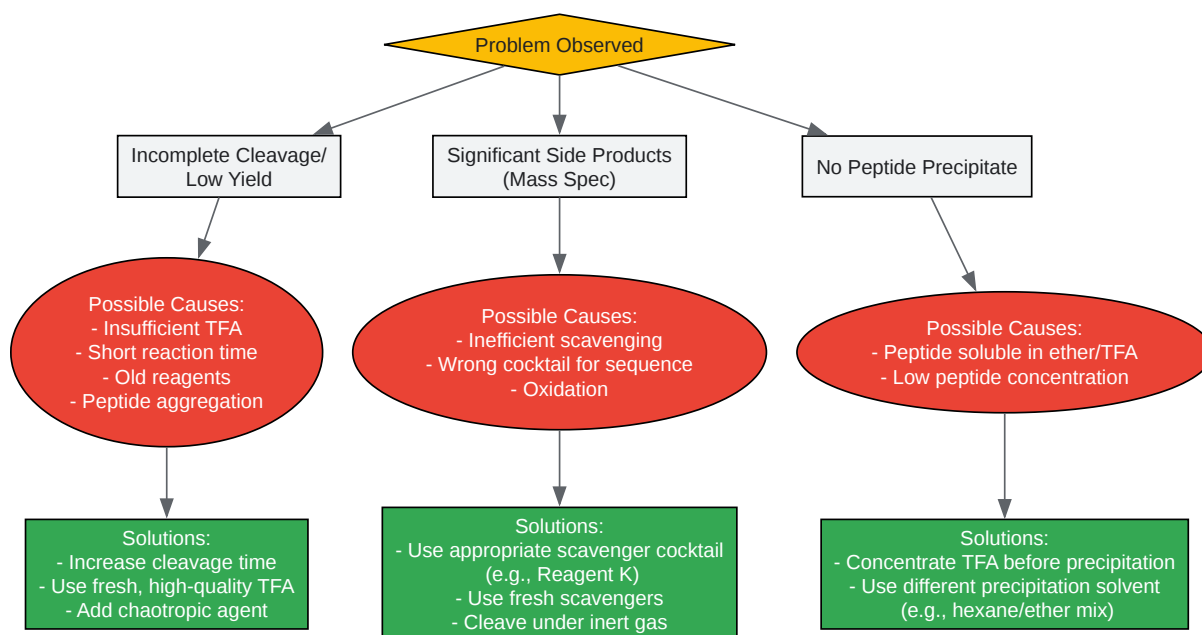 Problem Observed
Incomplete Cleavage/
Low Yield
Significant Side Products
(Mass Spec)
No Peptide Precipitate
Possible Causes:
- Insufficient TFA
- Short reaction time
- Old reagents
- Peptide aggregation
Possible Causes:
- Inefficient scavenging
- Wrong cocktail for sequence
- Oxidation
Possible Causes:
- Peptide soluble in ether/TFA
- Low peptide concentration
Solutions:
- Increase cleavage time
- Use fresh, high-quality TFA
- Add chaotropic agent
Solutions:
- Use appropriate scavenger cocktail
(e.g., Reagent K)
- Use fresh scavengers
- Cleave under inert gas
Solutions:
- Concentrate TFA before precipitation
- Use different precipitation solvent
(e.g., hexane/ether mix)